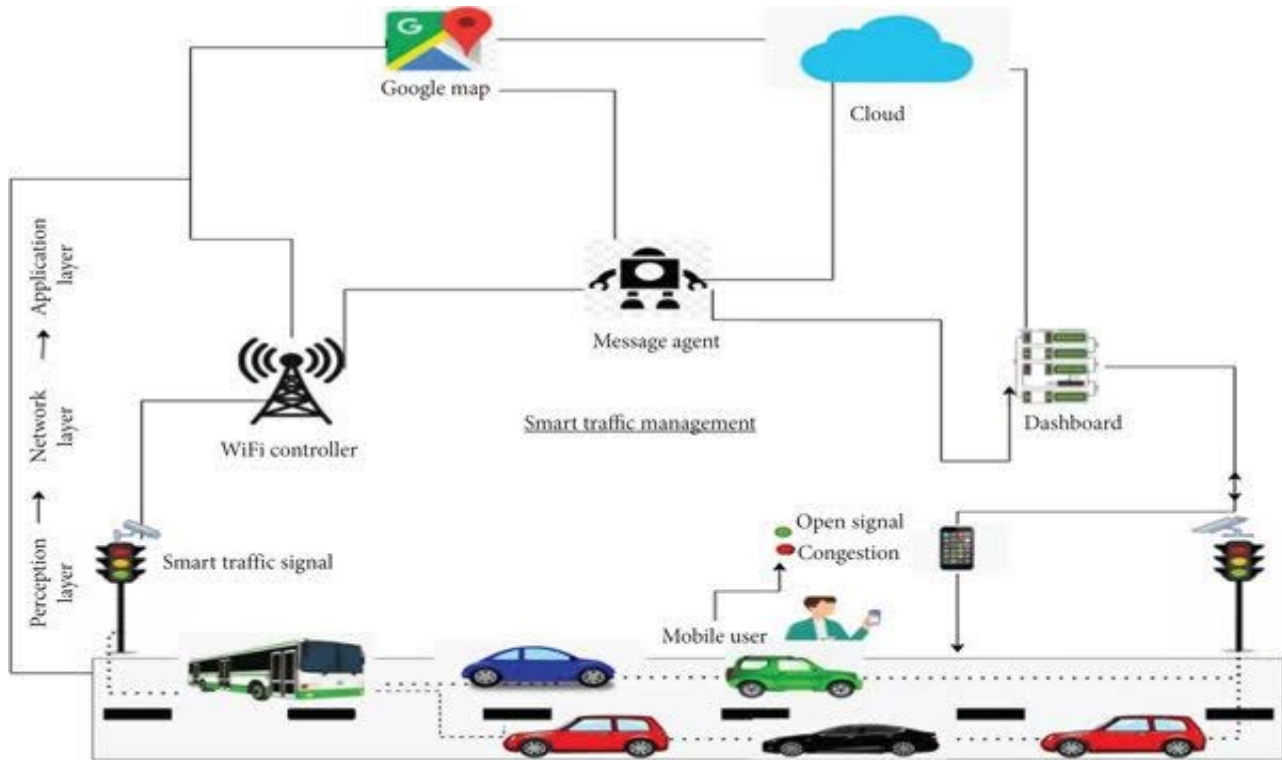 G
Google map
Cloud
Application
layer
Message agent
Network
layer
WiFi controller
Smart traffic management
Dashboard
Perception
layer
Smart traffic signal
Open signal
Congestion
Mobile user